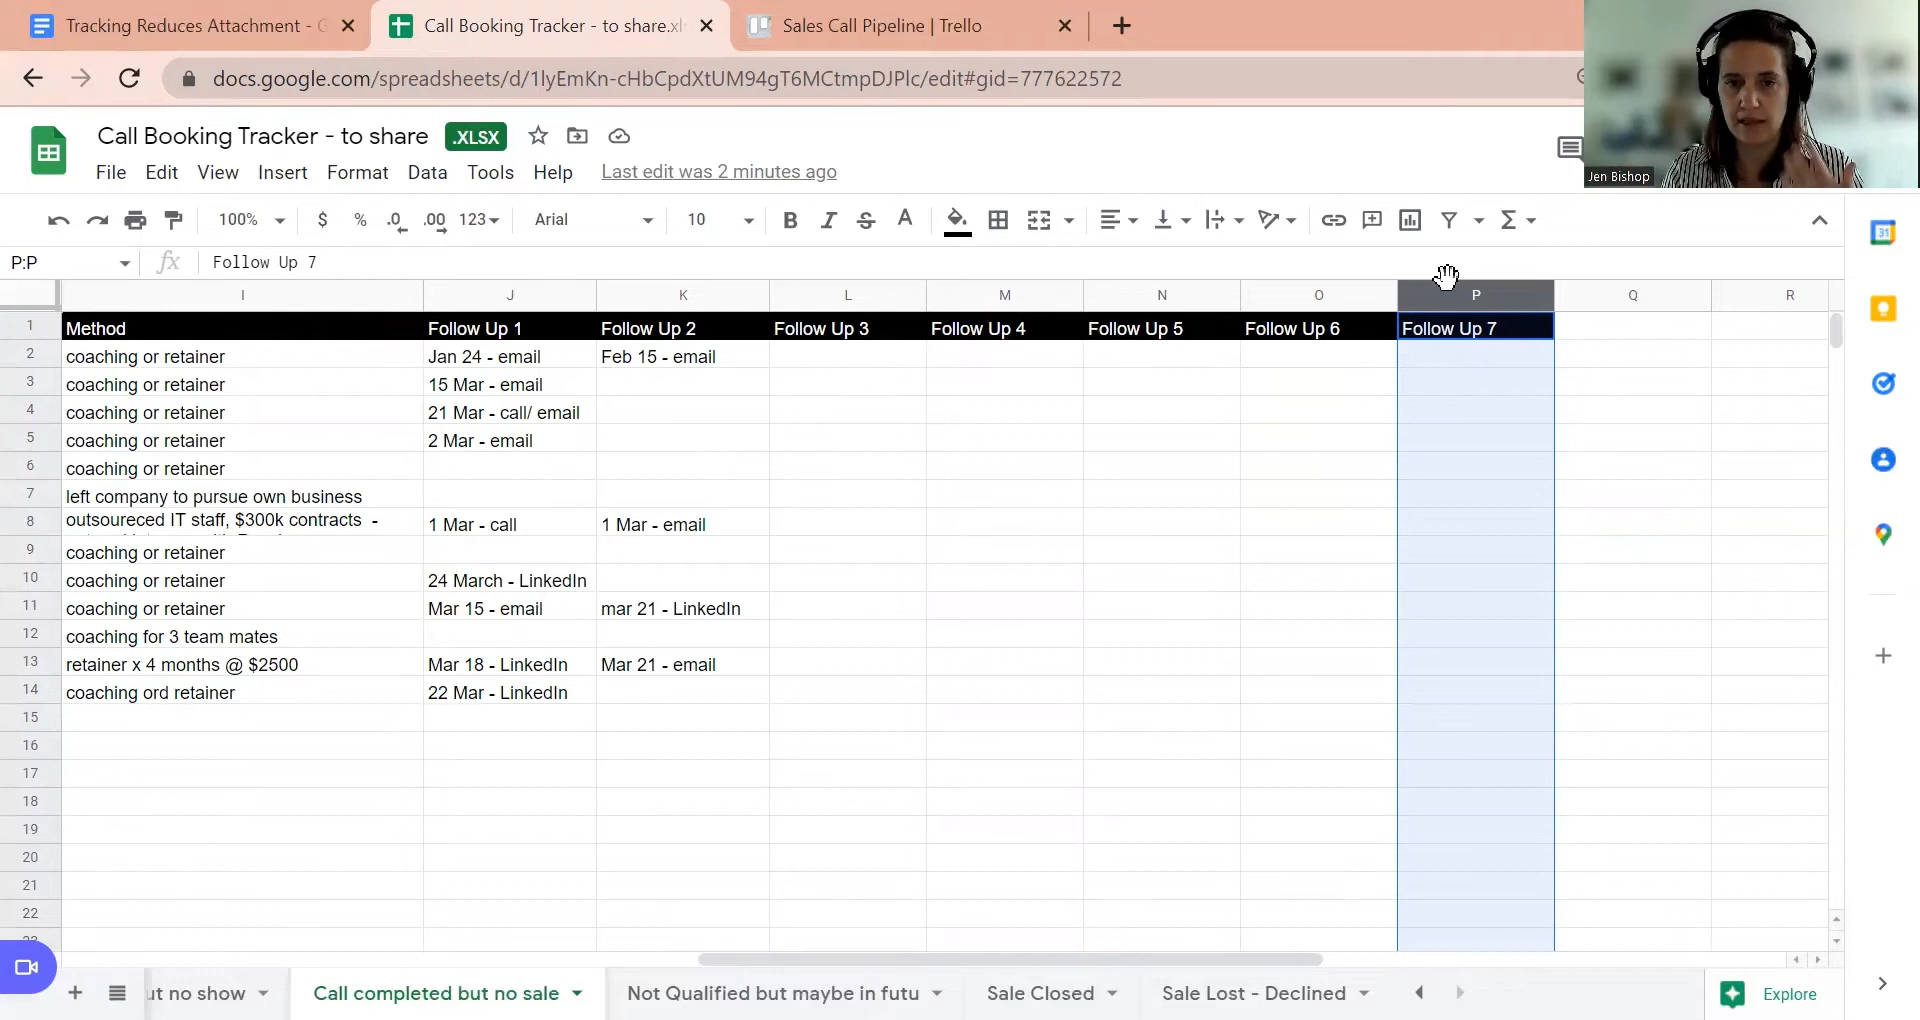 Tracking Reduces Attachment - G
Call Booking Tracker - to share.xls
Sales Call Pipeline | Trello
docs.google.com/spreadsheets/d/1lyEmKn-cHbCpdXtUM94gT6MCtmpDJPlc/edit#gid=777622572
Call Booking Tracker - to share .XLSX
File Edit View Insert Format Data Tools Help Last edit was 2 minutes ago
Jen Bishop
100% $ % .0 .00 123 Arial 10 B I S A Σ
31
P:P fx Follow Up 7
I J K L M N O P Q R
1 Method Follow Up 1 Follow Up 2 Follow Up 3 Follow Up 4 Follow Up 5 Follow Up 6 Follow Up 7
2 coaching or retainer Jan 24 - email Feb 15 - email
3 coaching or retainer 15 Mar - email
4 coaching or retainer 21 Mar - call/ email
5 coaching or retainer 2 Mar - email
6 coaching or retainer
7 left company to pursue own business
8 outsoureced IT staff, $300k contracts - 1 Mar - call 1 Mar - email
9 coaching or retainer
10 coaching or retainer 24 March - LinkedIn
11 coaching or retainer Mar 15 - email mar 21 - LinkedIn
12 coaching for 3 team mates
13 retainer x 4 months @ $2500 Mar 18 - LinkedIn Mar 21 - email
14 coaching ord retainer 22 Mar - LinkedIn
15
16
17
18
19
20
21
22
23
ut no show Call completed but no sale Not Qualified but maybe in futu Sale Closed Sale Lost - Declined Explore